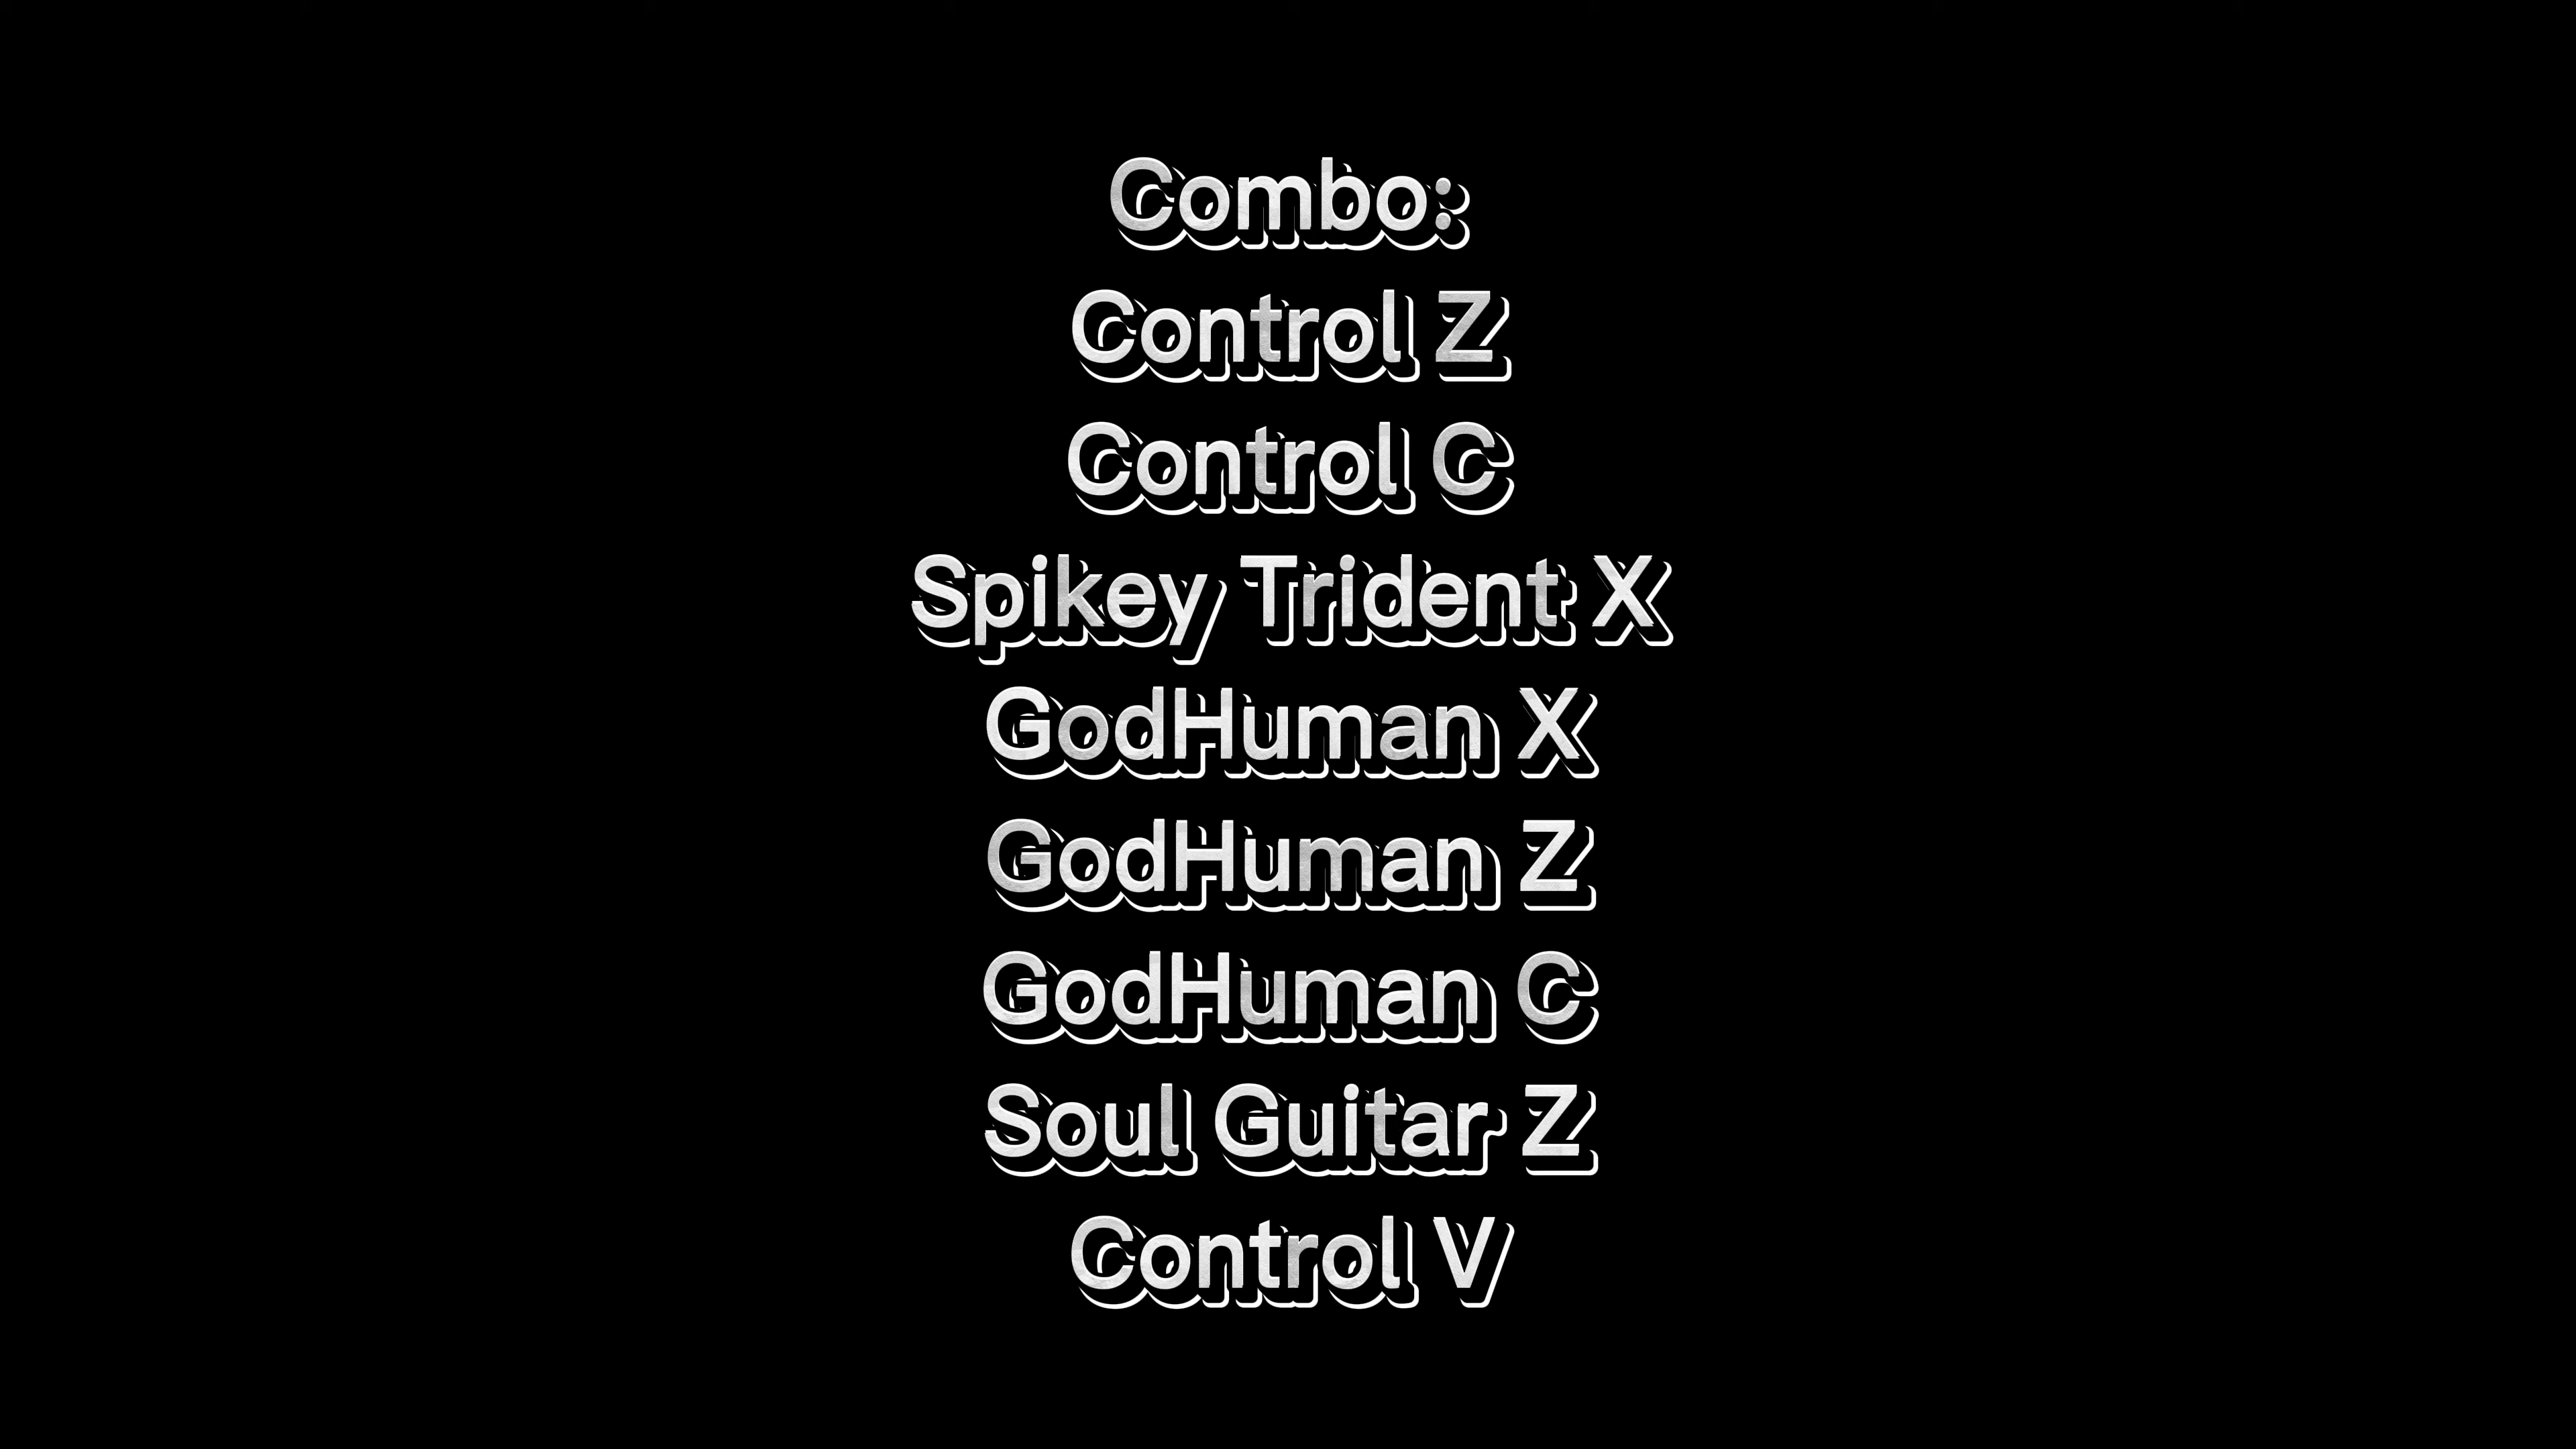 Combo:
Control Z
Control C
Spikey Trident X
GodHuman X
GodHuman Z
GodHuman C
Soul Guitar Z
Control V